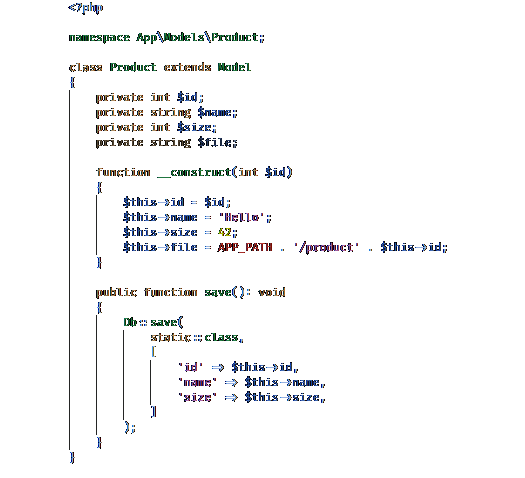 <?php
namespace App\Models\Product;
class Product extends Model
{
private int $id;
private string $name;
private int $size;
private string $file;
function __construct(int $id)
{
$this->id = $id;
$this->name = 'Hello';
$this->size = 42;
$this->file = APP_PATH . '/product' . $this->id;
}
public function save(): void
{
Db::save(
static::class,
[
'id' => $this->id,
'name' => $this->name,
'size' => $this->size,
]
);
}
}